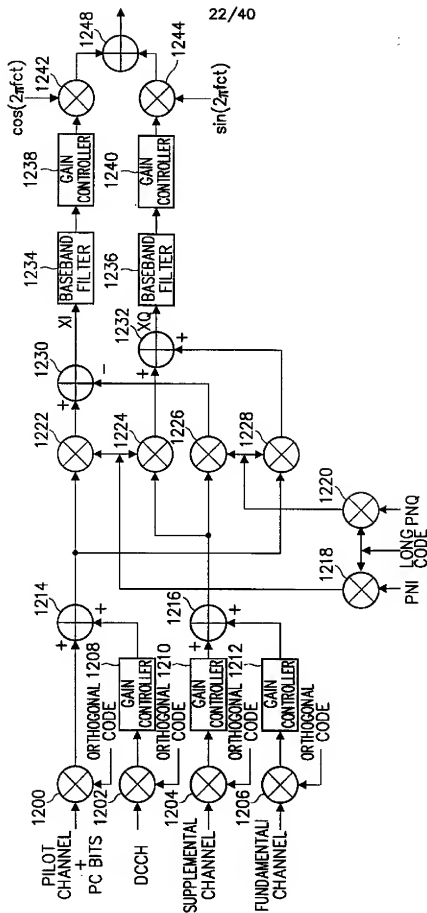 22/40
PILOT
CHANNEL
+
PC BITS
1200
ORTHOGONAL
CODE
DCCH
1202
ORTHOGONAL
CODE
1208
GAIN
CONTROLLER
SUPPLEMENTAL
CHANNEL
1204
ORTHOGONAL
CODE
1210
GAIN
CONTROLLER
FUNDAMENTAL
CHANNEL
1206
ORTHOGONAL
CODE
1212
GAIN
CONTROLLER
1214
+
+
1216
+
+
1218
1220
PNI
LONG
CODE
PNQ
1222
1224
1226
1228
1230
+
-
1232
+
+
XI
XQ
1234
BASEBAND
FILTER
1236
BASEBAND
FILTER
1238
GAIN
CONTROLLER
1240
GAIN
CONTROLLER
cos(2πfct)
1242
1244
sin(2πfct)
1248